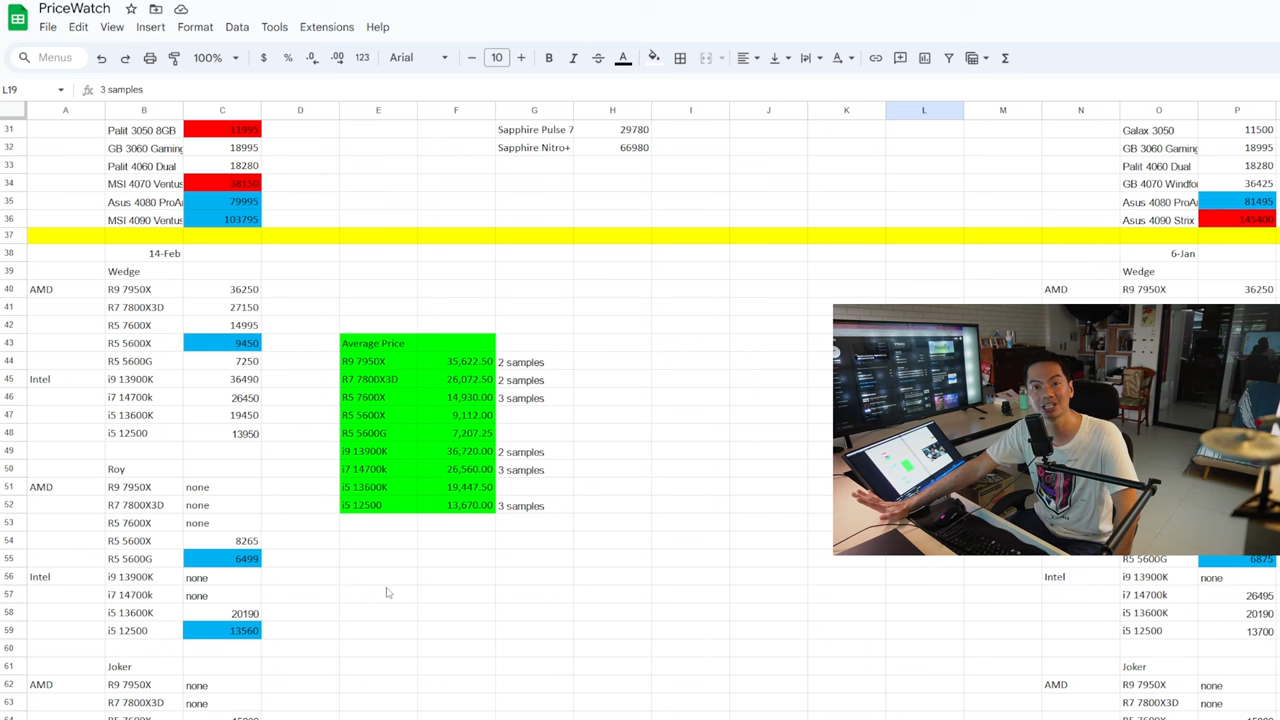 PriceWatch
File Edit View Insert Format Data Tools Extensions Help
Menus 100% $ % .0 .00 123 Arial 10 B I A
L19 fx 3 samples
A B C D E F G H I J K L M N O P
31 Palit 3050 8GB 11995 Sapphire Pulse 7 29780 Galax 3050 11500
32 GB 3060 Gaming 18995 Sapphire Nitro+ 66980 GB 3060 Gaming 18995
33 Palit 4060 Dual 18280 Palit 4060 Dual 18280
34 MSI 4070 Ventus 38150 GB 4070 Windfo 36425
35 Asus 4080 ProA 79995 Asus 4080 ProA 81495
36 MSI 4090 Ventus 103795 Asus 4090 Strix 145400
37
38 14-Feb 6-Jan
39 Wedge Wedge
40 AMD R9 7950X 36250 AMD R9 7950X 36250
41 R7 7800X3D 27150
42 R5 7600X 14995
43 R5 5600X 9450 Average Price
44 R5 5600G 7250 R9 7950X 35,622.50 2 samples
45 Intel i9 13900K 36490 R7 7800X3D 26,072.50 2 samples
46 i7 14700k 26450 R5 7600X 14,930.00 3 samples
47 i5 13600K 19450 R5 5600X 9,112.00
48 i5 12500 13950 R5 5600G 7,207.25
49 i9 13900K 36,720.00 2 samples
50 Roy i7 14700k 26,560.00 3 samples
51 AMD R9 7950X none i5 13600K 19,447.50
52 R7 7800X3D none i5 12500 13,670.00 3 samples
53 R5 7600X none
54 R5 5600X 8265
55 R5 5600G 6499 R5 5600G 6875
56 Intel i9 13900K none Intel i9 13900K none
57 i7 14700k none i7 14700k 26495
58 i5 13600K 20190 i5 13600K 20190
59 i5 12500 13560 i5 12500 13700
60
61 Joker Joker
62 AMD R9 7950X none AMD R9 7950X none
63 R7 7800X3D none R7 7800X3D none